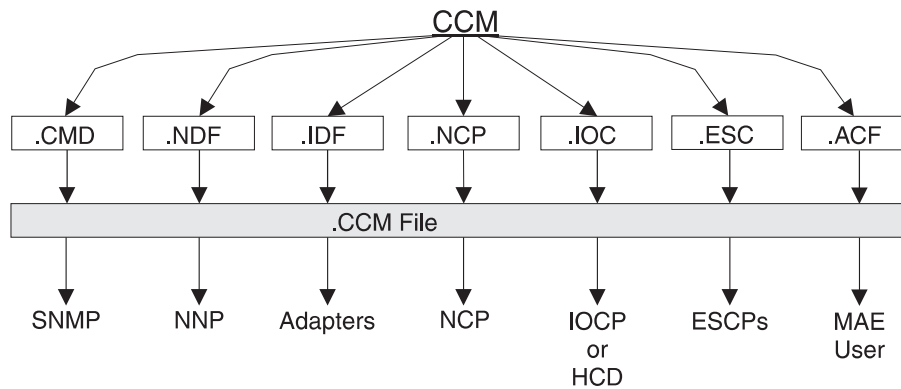 CCM
.CMD
.NDF
.IDF
.NCP
.IOC
.ESC
.ACF
.CCM File
SNMP
NNP
Adapters
NCP
IOCP
or
HCD
ESCPs
MAE
User